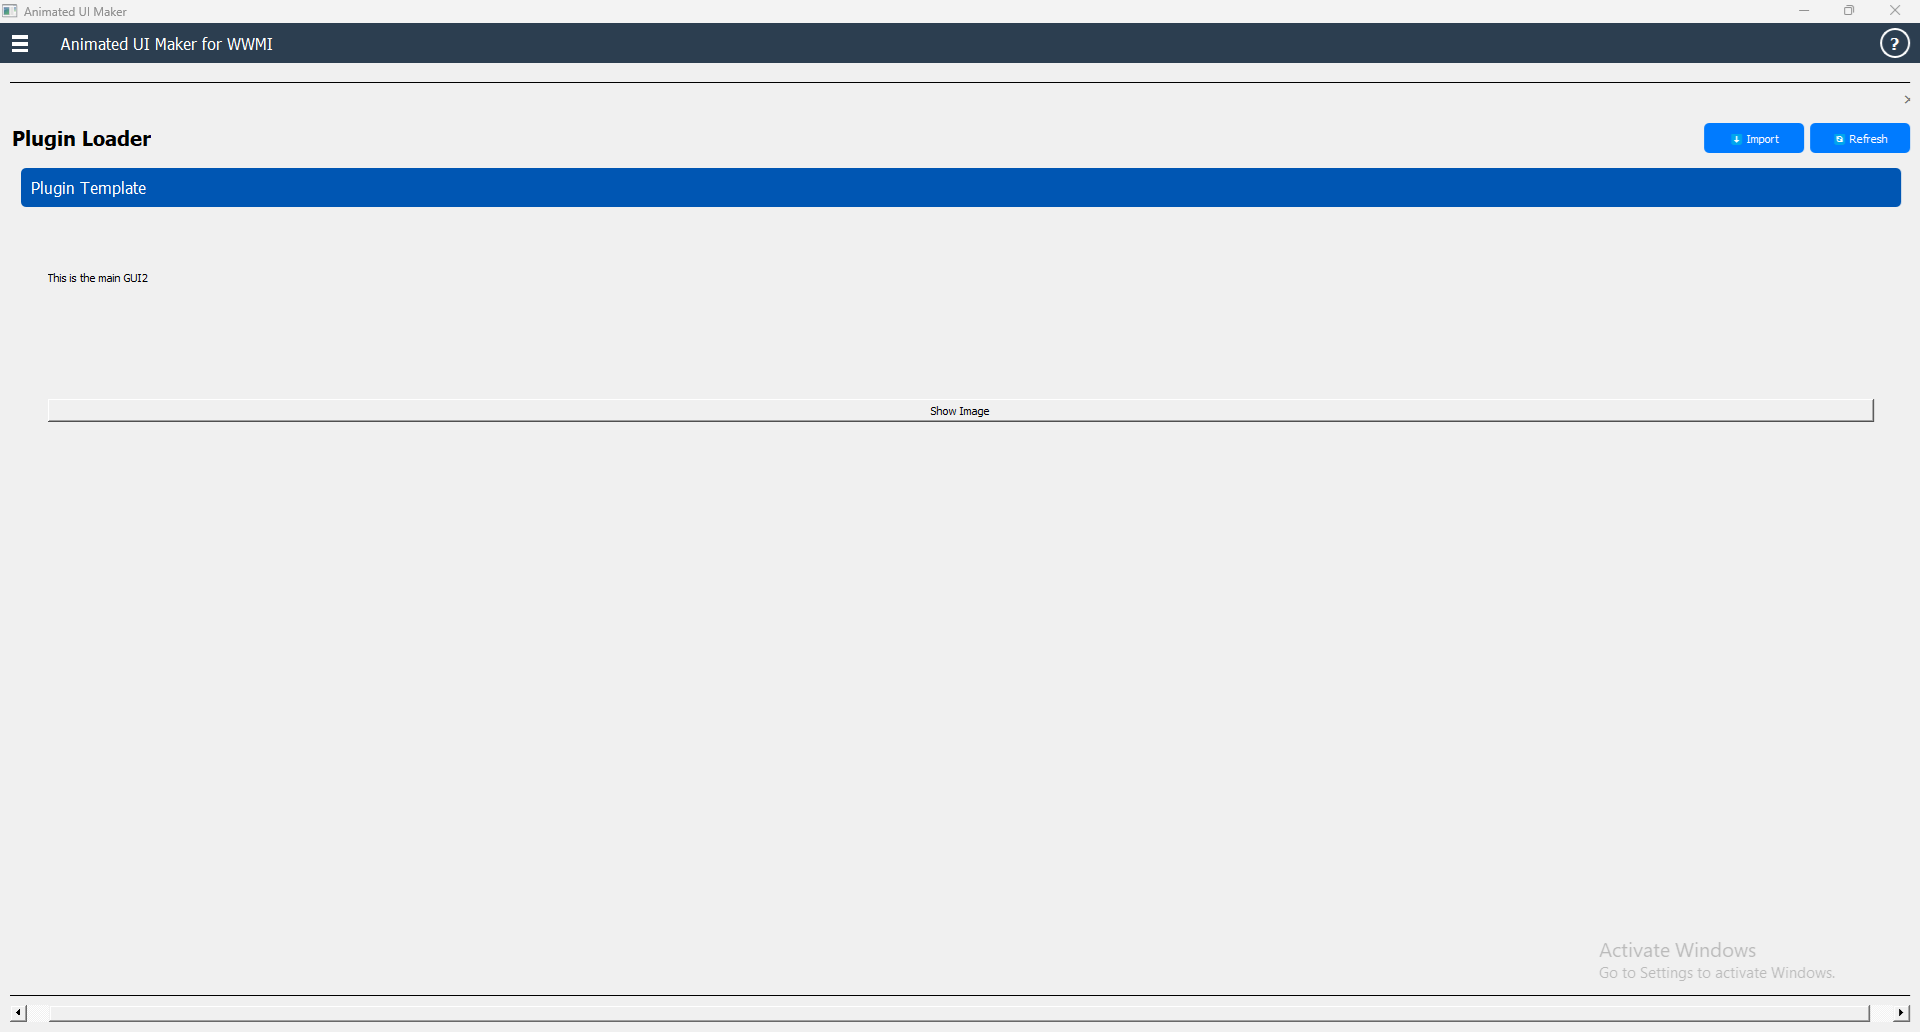 Animated UI Maker
Animated UI Maker for WWMI
?
>
Plugin Loader
Import
Refresh
Plugin Template
This is the main GUI2
Show Image
Activate Windows
Go to Settings to activate Windows.